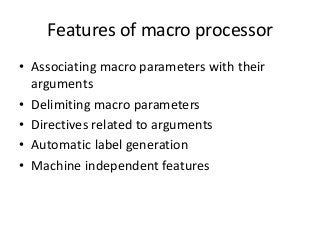 Features of macro processor
• Associating macro parameters with their
arguments
• Delimiting macro parameters
• Directives related to arguments
• Automatic label generation
• Machine independent features